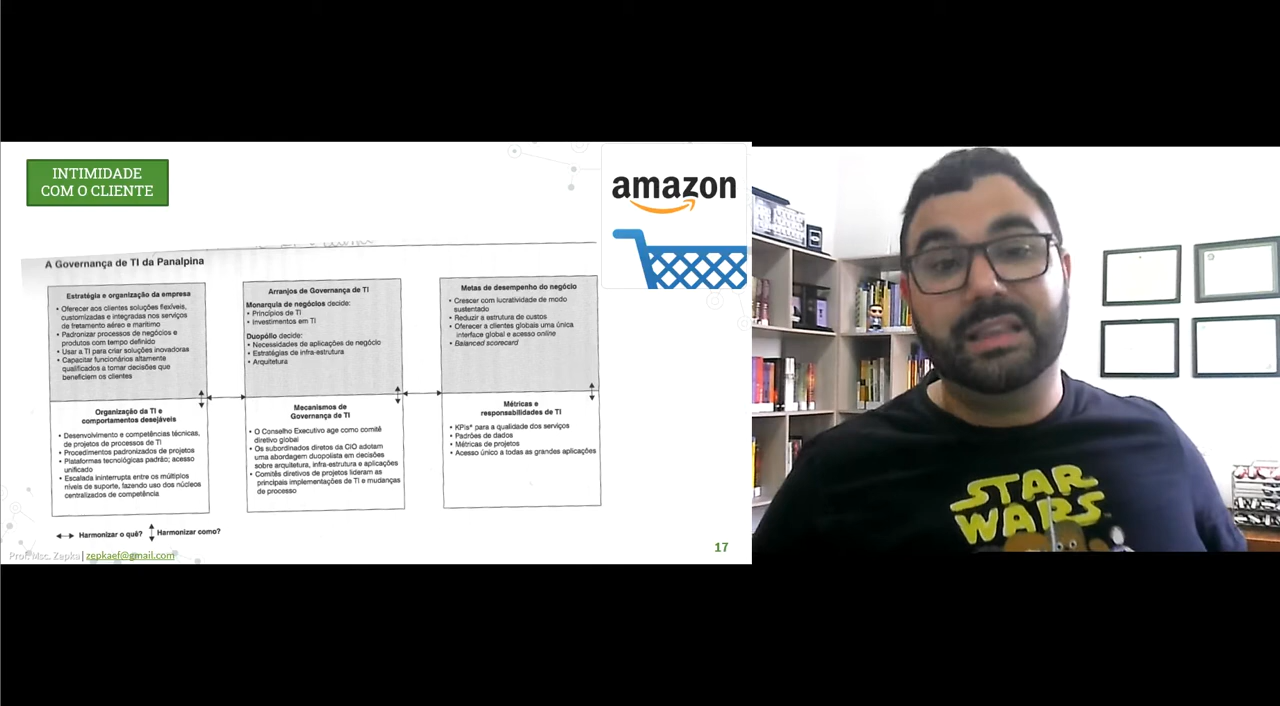 INTIMIDADE
COM O CLIENTE
amazon
A Governança de TI da Panalpina
Estratégia e organização da empresa
• Oferecer aos clientes soluções flexíveis,
customizadas e integradas nos serviços
de fretamento aéreo e marítimo
• Padronizar processos de negócios e
produtos com tempo definido
• Usar a TI para criar soluções inovadoras
• Capacitar funcionários altamente
qualificados a tomar decisões que
beneficiem os clientes
Arranjos de Governança de TI
Monarquia de negócios decide:
• Princípios de TI
• Investimentos em TI
Duopólio decide:
• Necessidades de aplicações de negócio
• Estratégias de infra-estrutura
• Arquitetura
Metas de desempenho do negócio
• Crescer com lucratividade de modo
sustentado
• Reduzir a estrutura de custos
• Oferecer a clientes globais uma única
interface global e acesso online
• Balanced scorecard
Organização da TI e
comportamentos desejáveis
• Desenvolvimento e competências técnicas,
de projetos de processos de TI
• Procedimentos padronizados de projetos
• Plataformas tecnológicas padrão; acesso
unificado
• Escalada ininterrupta entre os múltiplos
níveis de suporte, fazendo uso dos núcleos
centralizados de competência
Mecanismos de
Governança de TI
• O Conselho Executivo age como comitê
diretivo global
• Os subordinados diretos da CIO adotam
uma abordagem duopolista em decisões
sobre arquitetura, infra-estrutura e aplicações
• Comitês diretivos de projetos lideram as
principais implementações de TI e mudanças
de processo
Métricas e
responsabilidades de TI
• KPIs* para a qualidade dos serviços
• Padrões de dados
• Métricas de projetos
• Acesso único a todas as grandes aplicações
Harmonizar o quê? Harmonizar como?
Prof. Msc. Zepka | zepkaef@gmail.com
17
STAR
WARS